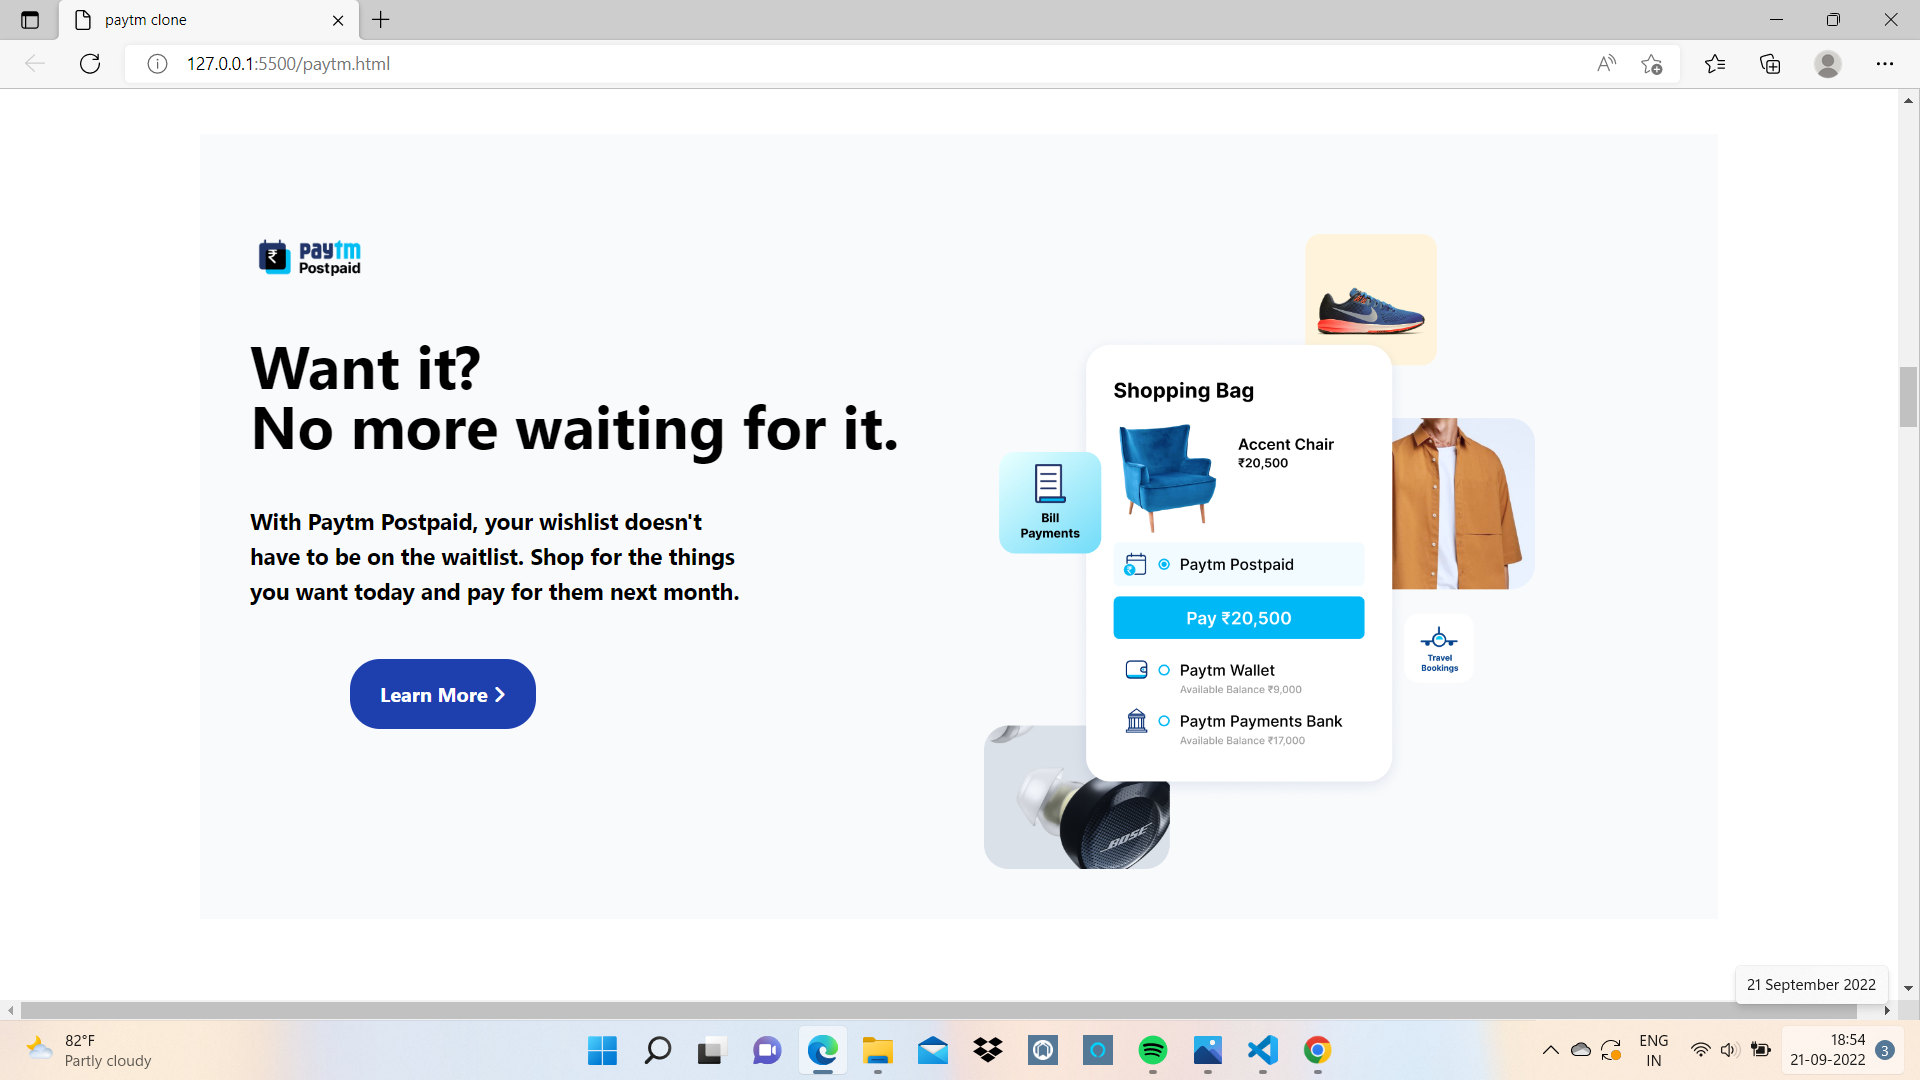 paytm clone
127.0.0.1:5500/paytm.html
paytm
Postpaid
Want it?
No more waiting for it.
With Paytm Postpaid, your wishlist doesn't
have to be on the waitlist. Shop for the things
you want today and pay for them next month.
Learn More
Shopping Bag
Accent Chair
₹20,500
Bill
Payments
Paytm Postpaid
Pay ₹20,500
Paytm Wallet
Available Balance ₹9,000
Paytm Payments Bank
Available Balance ₹17,000
Travel
Bookings
BOSE
21 September 2022
82°F
Partly cloudy
ENG
IN
18:54
21-09-2022
3